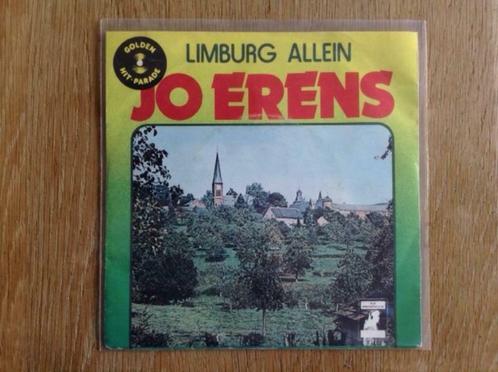 GOLDEN
HIT-PARADE
LIMBURG ALLEIN
JO ERENS